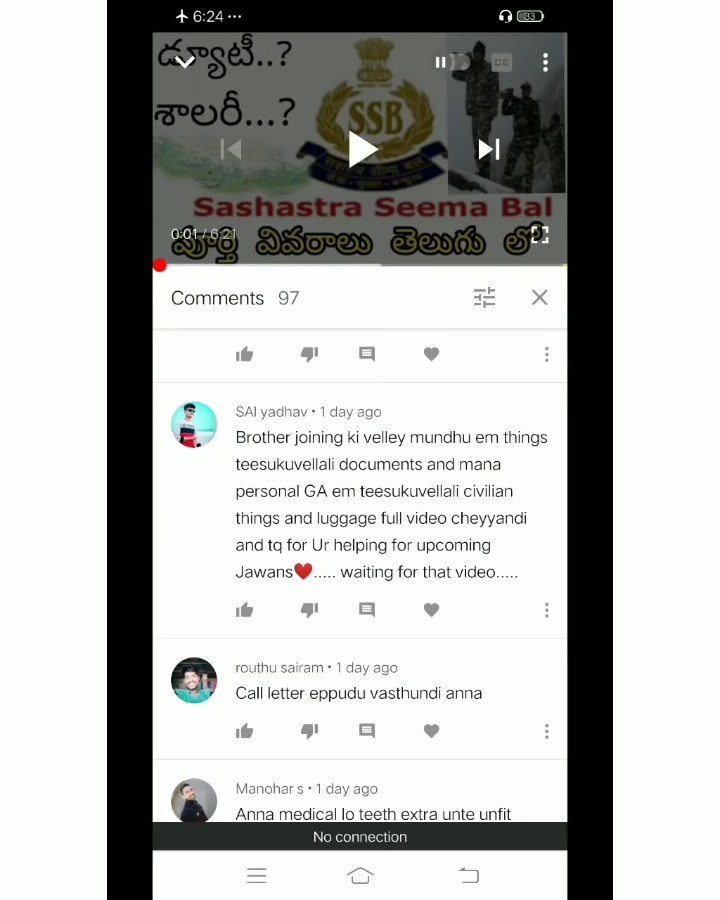 6:24
83
డ్యూటీ..?
CC
శాలరీ...?
SSB
Sashastra Seema Bal
0:01 / 6:21
పూర్తి వివరాలు తెలుగు లో
Comments 97
SAI yadhav • 1 day ago
Brother joining ki velley mundhu em things
teesukuvellali documents and mana
personal GA em teesukuvellali civilian
things and luggage full video cheyyandi
and tq for Ur helping for upcoming
Jawans❤️..... waiting for that video.....
routhu sairam • 1 day ago
Call letter eppudu vasthundi anna
Manohar s • 1 day ago
Anna medical lo teeth extra unte unfit
No connection